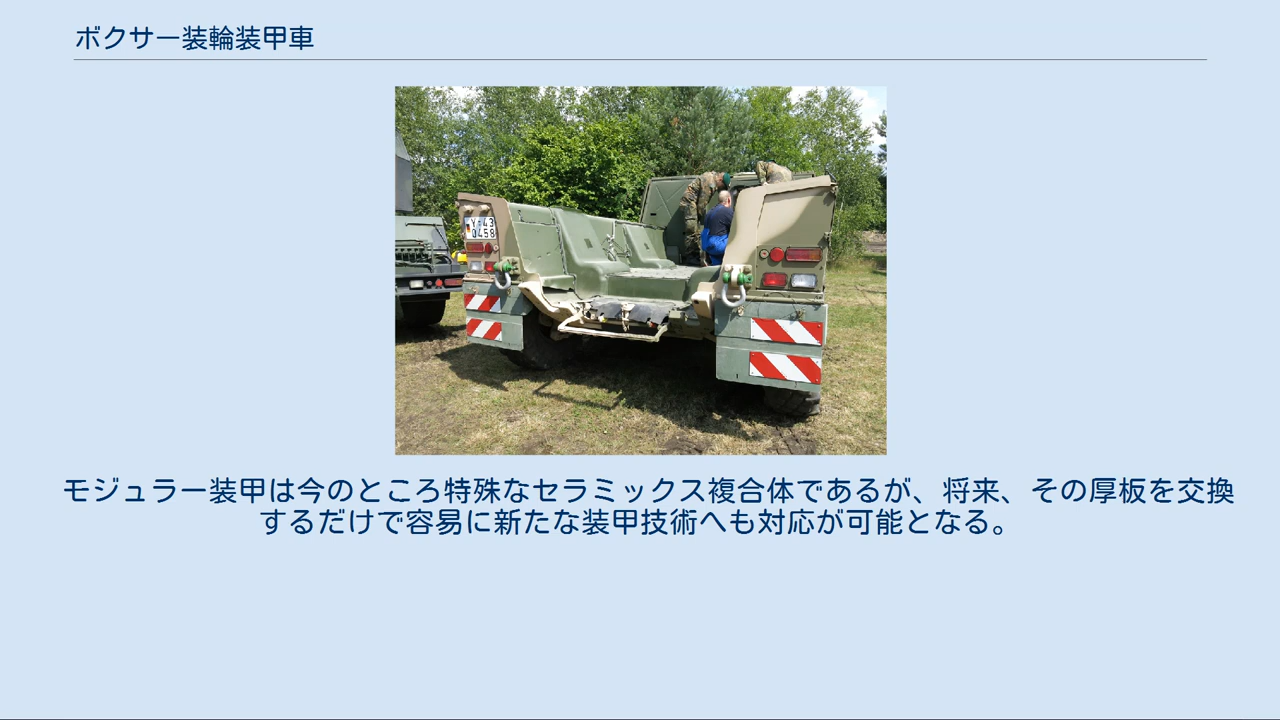 ボクサー装輪装甲車
Y-43
0458
モジュラー装甲は今のところ特殊なセラミックス複合体であるが、将来、その厚板を交換
するだけで容易に新たな装甲技術へも対応が可能となる。